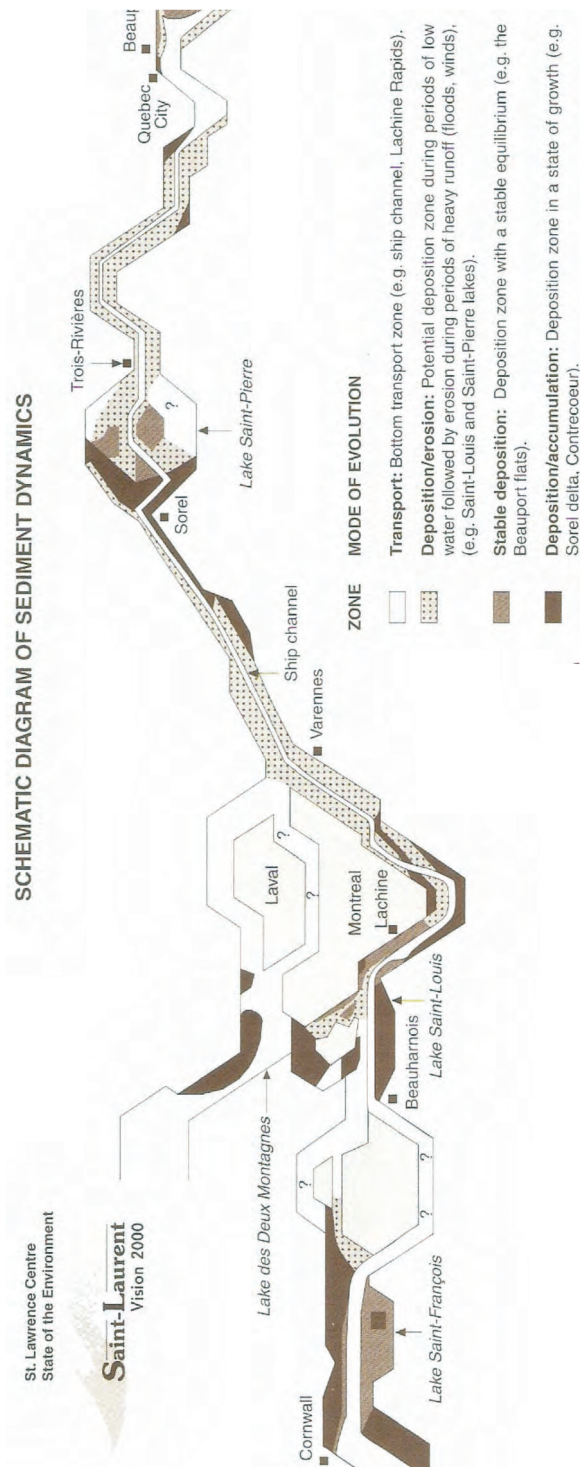 SCHEMATIC DIAGRAM OF SEDIMENT DYNAMICS
St. Lawrence Centre
State of the Environment
Saint-Laurent
Vision 2000
Cornwall
Lake Saint-François
?
?
?
Lake des Deux Montagnes
Beauharnois
Lake Saint-Louis
Laval
?
?
Montreal
Lachine
Varennes
Ship channel
Sorel
Lake Saint-Pierre
?
Trois-Rivières
Quebec
City
Beaup
ZONE
MODE OF EVOLUTION
Transport: Bottom transport zone (e.g. ship channel, Lachine Rapids).
Deposition/erosion: Potential deposition zone during periods of low
water followed by erosion during periods of heavy runoff (floods, winds),
(e.g. Saint-Louis and Saint-Pierre lakes).
Stable deposition: Deposition zone with a stable equilibrium (e.g. the
Beauport flats).
Deposition/accumulation: Deposition zone in a state of growth (e.g.
Sorel delta, Contrecoeur).